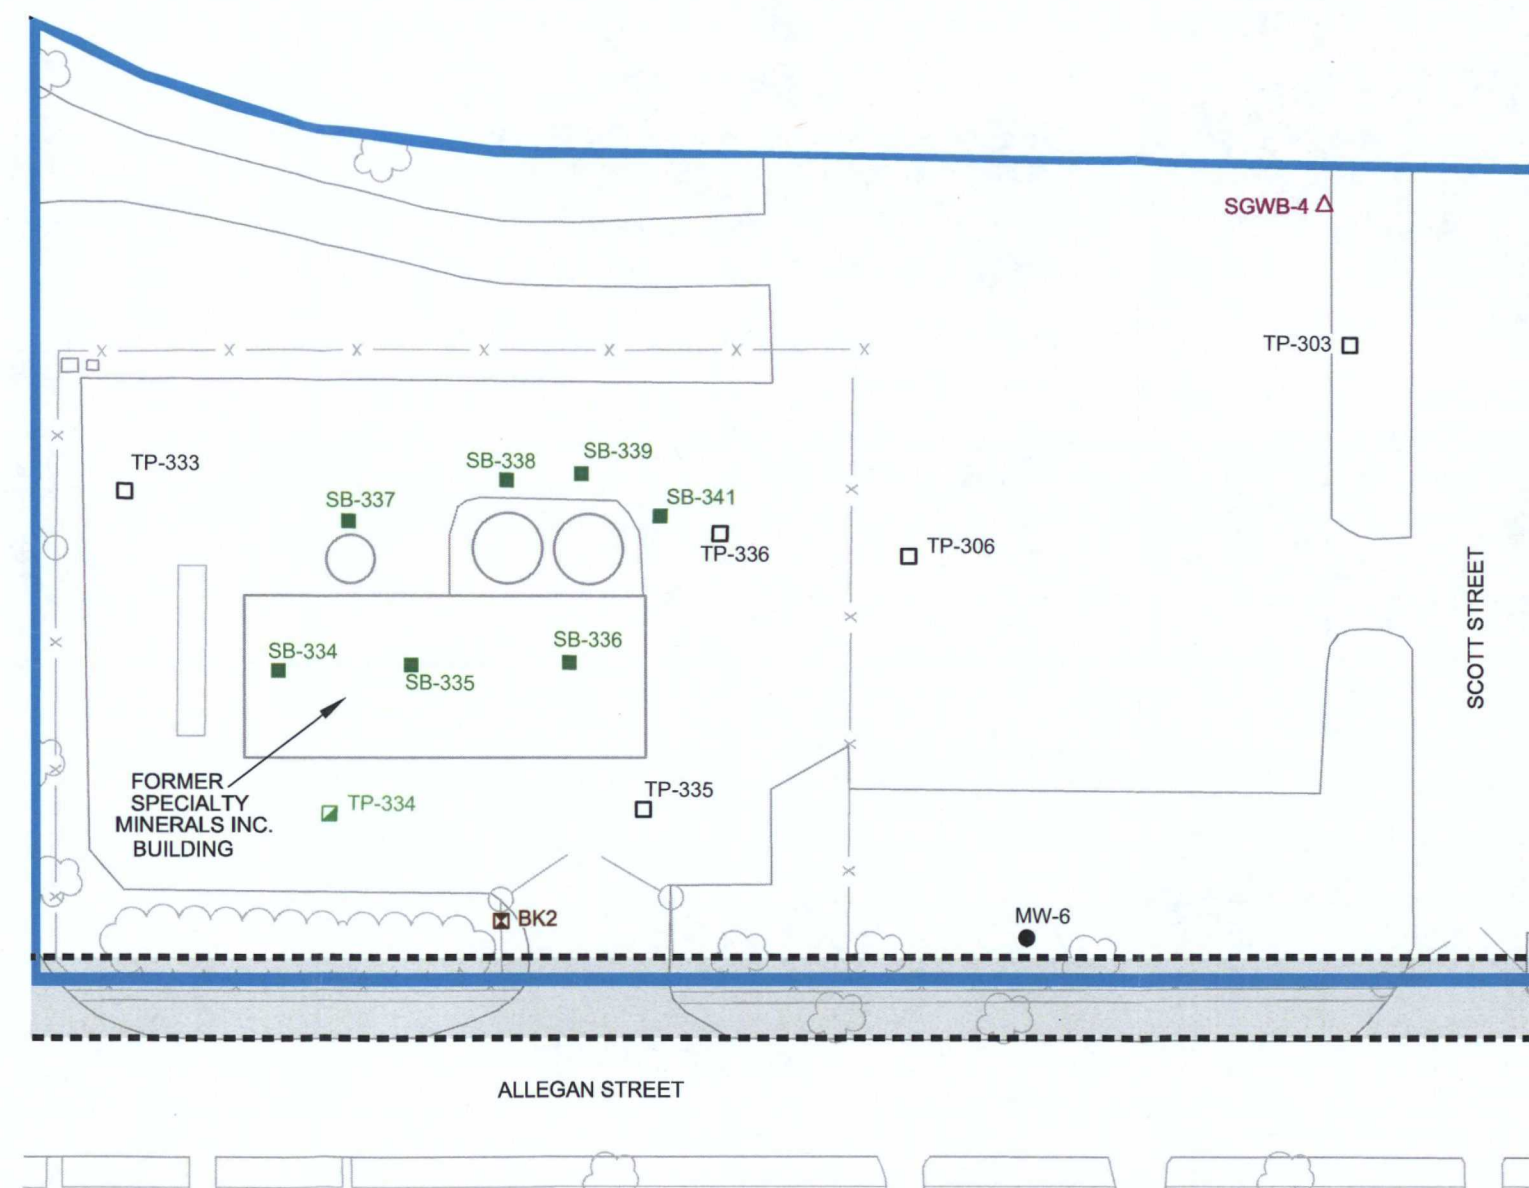 SGWB-4
TP-303
SB-339
SB-338
TP-333
SB-341
SB-337
TP-336
TP-306
SCOTT STREET
SB-336
SB-334
SB-335
FORMER
SPECIALTY
MINERALS INC.
BUILDING
TP-335
TP-334
BK2
MW-6
ALLEGAN STREET